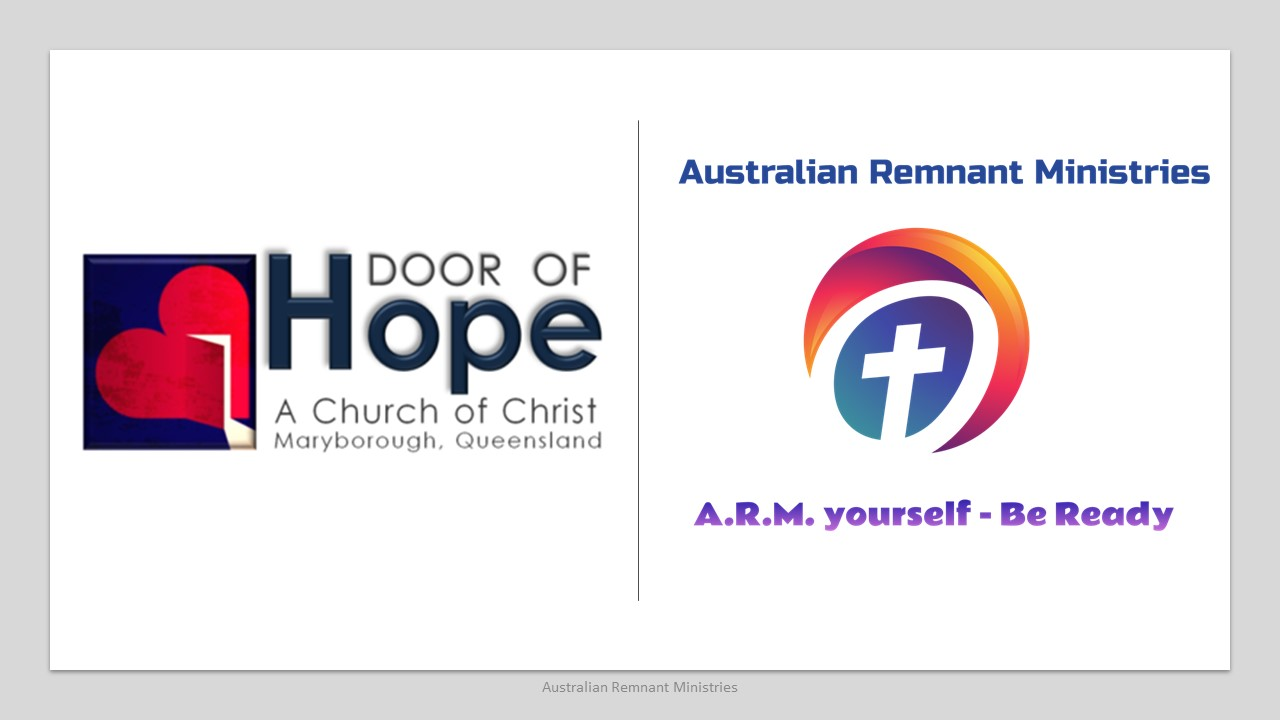 DOOR OF
Hope
A Church of Christ
Maryborough, Queensland
Australian Remnant Ministries
A.R.M. yourself - Be Ready
Australian Remnant Ministries